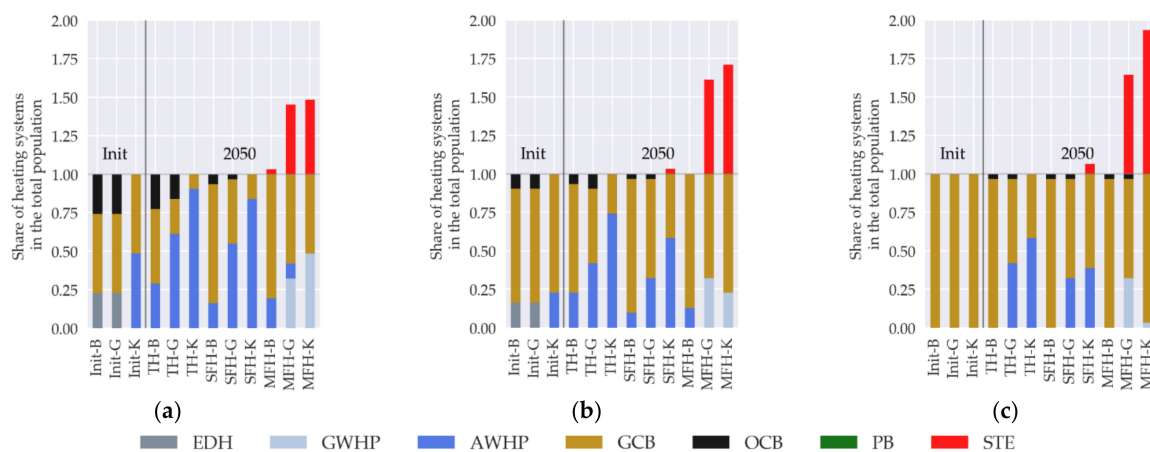 Share of heating systems
in the total population
2.00
1.75
1.50
1.25
1.00
0.75
0.50
0.25
0.00
Init
2050
Init-B
Init-G
Init-K
TH-B
TH-G
TH-K
SFH-B
SFH-G
SFH-K
MFH-B
MFH-G
MFH-K
(a)
Share of heating systems
in the total population
2.00
1.75
1.50
1.25
1.00
0.75
0.50
0.25
0.00
Init
2050
Init-B
Init-G
Init-K
TH-B
TH-G
TH-K
SFH-B
SFH-G
SFH-K
MFH-B
MFH-G
MFH-K
(b)
Share of heating systems
in the total population
2.00
1.75
1.50
1.25
1.00
0.75
0.50
0.25
0.00
Init
2050
Init-B
Init-G
Init-K
TH-B
TH-G
TH-K
SFH-B
SFH-G
SFH-K
MFH-B
MFH-G
MFH-K
(c)
EDH GWHP AWHP GCB OCB PB STE